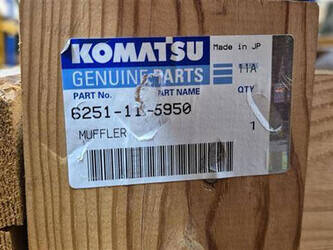 KOMATSU Made in JP
GENUINE PARTS 11A
PART No. PART NAME QTY
6251-11-5950
MUFFLER 1